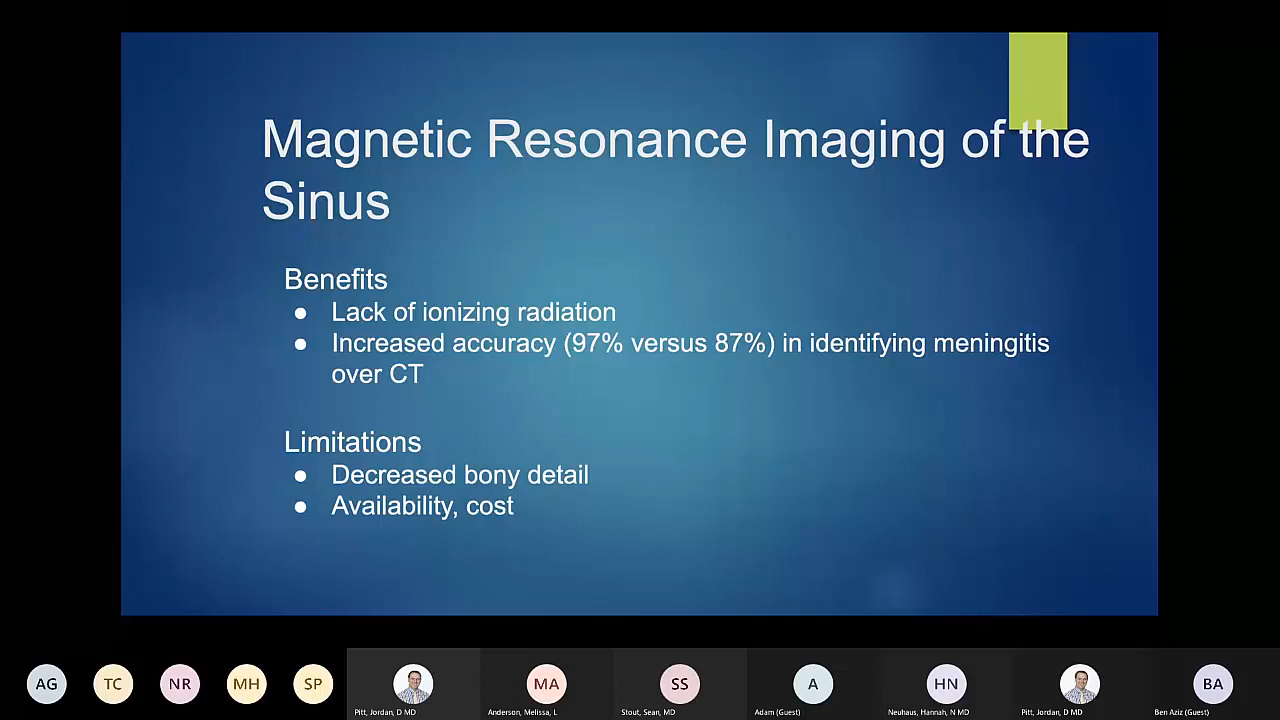 Magnetic Resonance Imaging of the
Sinus
Benefits
● Lack of ionizing radiation
● Increased accuracy (97% versus 87%) in identifying meningitis
over CT
Limitations
● Decreased bony detail
● Availability, cost
AG TC NR MH SP MA SS A HN BA
Pitt, Jordan, D MD Anderson, Melissa, L Stout, Sean, MD Adam (Guest) Neuhaus, Hannah, N MD Pitt, Jordan, D MD Ben Aziz (Guest)